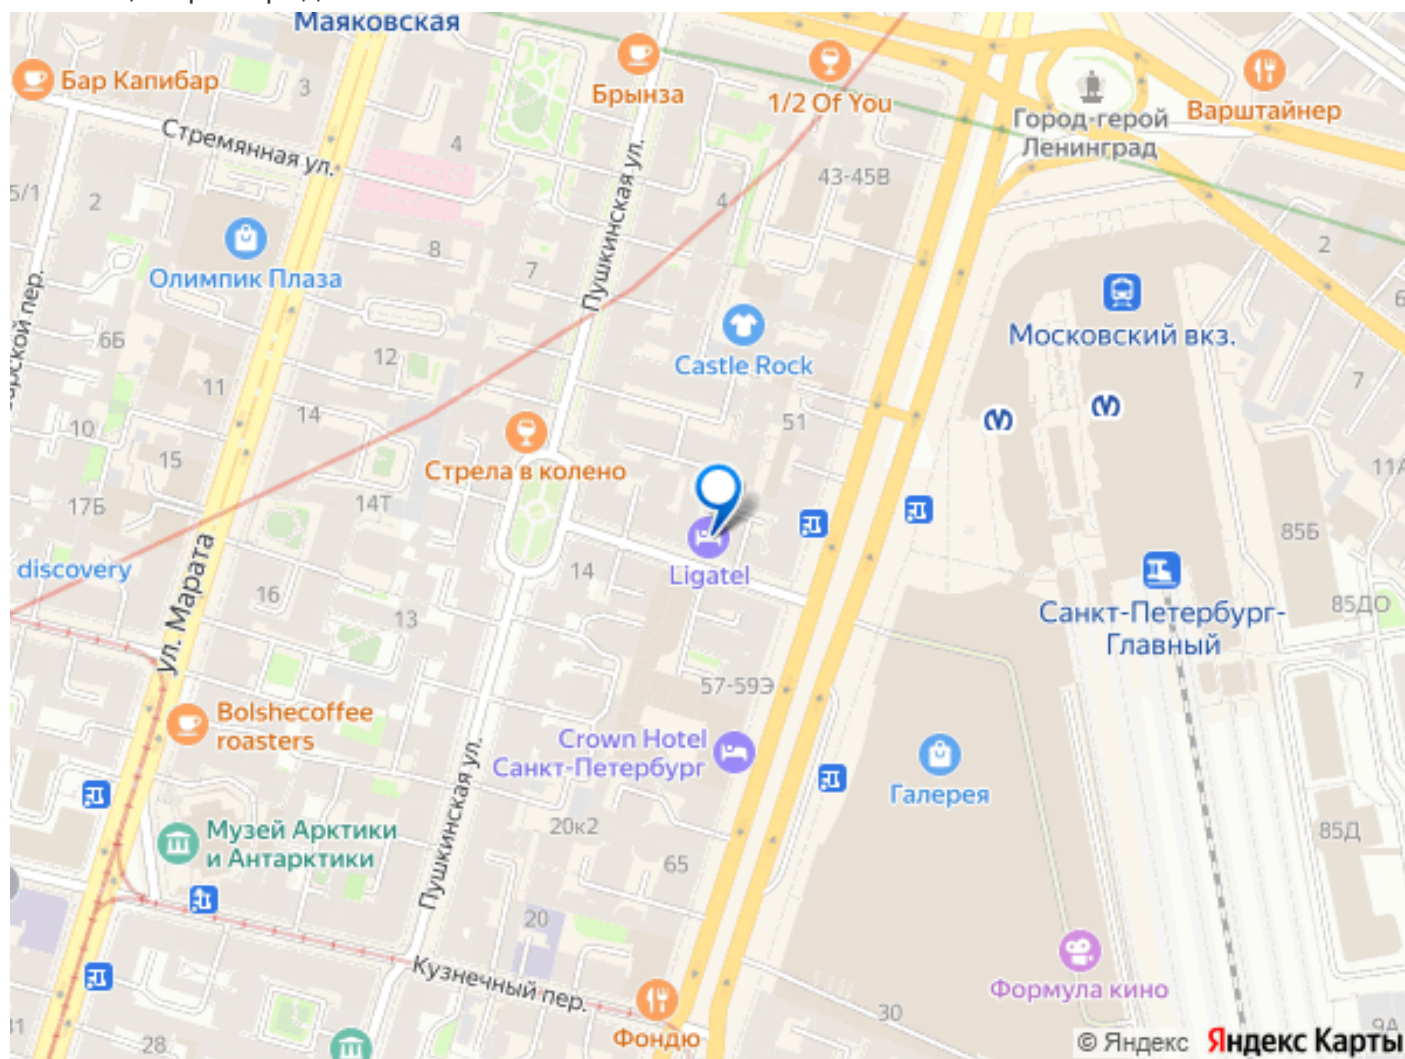 Маяковская
Бар Капибар
3
Брынза
1/2 Of You
Город-герой
Ленинград
Варштайнер
Стремянная ул.
4
Пушкинская ул.
43-45В
5/1
2
4
8
7
2
Олимпик Плаза
6
6Б
12
Castle Rock
Московский вкз.
11
14
51
7
10
15
Стрела в колено
11А
17Б
14Т
85Б
discovery
ул. Марата
16
14
Ligatel
13
85ДО
Санкт-Петербург-
Главный
57-59Э
Bolshecoffee
roasters
Crown Hotel
Санкт-Петербург
Пушкинская ул.
Галерея
Музей Арктики
и Антарктики
20к2
65
85Д
20
Кузнечный пер.
Формула кино
30
Фондю
28
9А
© Яндекс Яндекс Карты